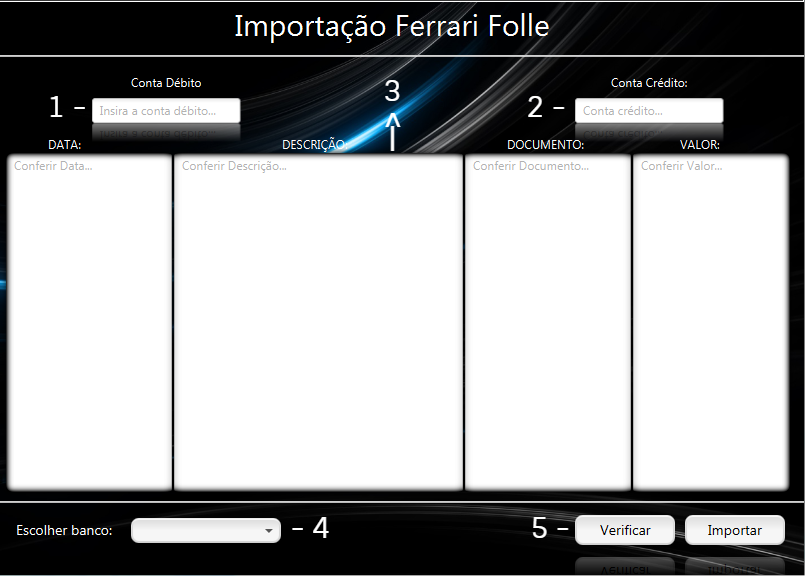 Importação Ferrari Folle
Conta Débito
Conta Crédito:
3
1 - Insira a conta débito...
2 - Conta crédito...
^
|
DATA:
DESCRIÇÃO:
DOCUMENTO:
VALOR:
Conferir Data...
Conferir Descrição...
Conferir Documento...
Conferir Valor...
Escolher banco:
- 4
5 -
Verificar
Importar